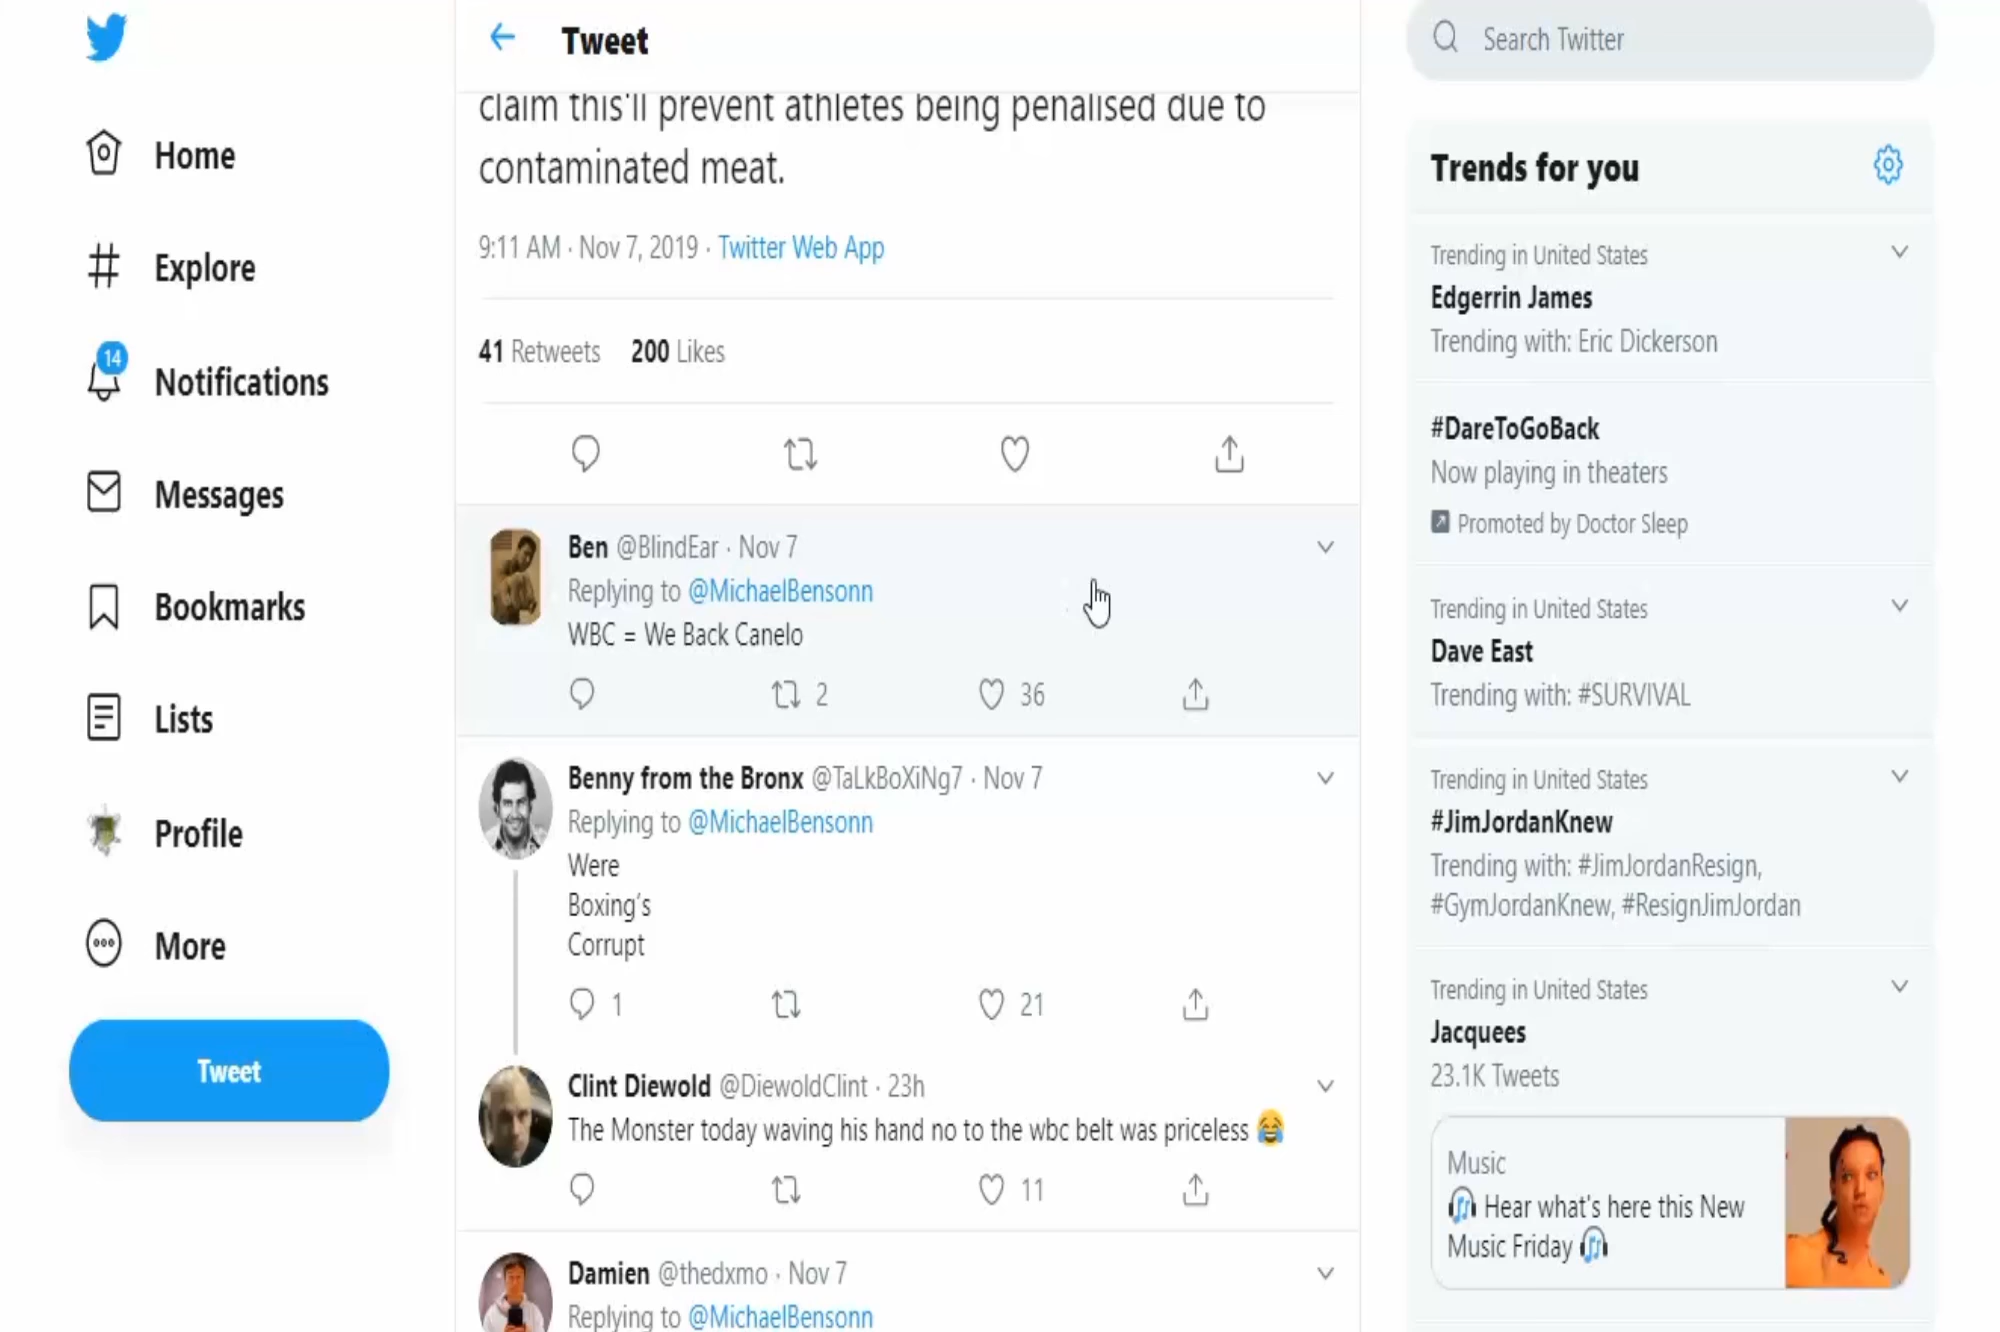 Tweet
claim this'll prevent athletes being penalised due to
contaminated meat.
9:11 AM · Nov 7, 2019 · Twitter Web App
41 Retweets 200 Likes
Ben @BlindEar · Nov 7
Replying to @MichaelBensonn
WBC = We Back Canelo
2 36
Benny from the Bronx @TaLkBoXiNg7 · Nov 7
Replying to @MichaelBensonn
Were
Boxing's
Corrupt
1 21
Clint Diewold @DiewoldClint · 23h
The Monster today waving his hand no to the wbc belt was priceless 😂
11
Damien @thedxmo · Nov 7
Replying to @MichaelBensonn
Home
Explore
14
Notifications
Messages
Bookmarks
Lists
Profile
More
Tweet
Search Twitter
Trends for you
Trending in United States
Edgerrin James
Trending with: Eric Dickerson
#DareToGoBack
Now playing in theaters
Promoted by Doctor Sleep
Trending in United States
Dave East
Trending with: #SURVIVAL
Trending in United States
#JimJordanKnew
Trending with: #JimJordanResign,
#GymJordanKnew, #ResignJimJordan
Trending in United States
Jacquees
23.1K Tweets
Music
Hear what's here this New
Music Friday